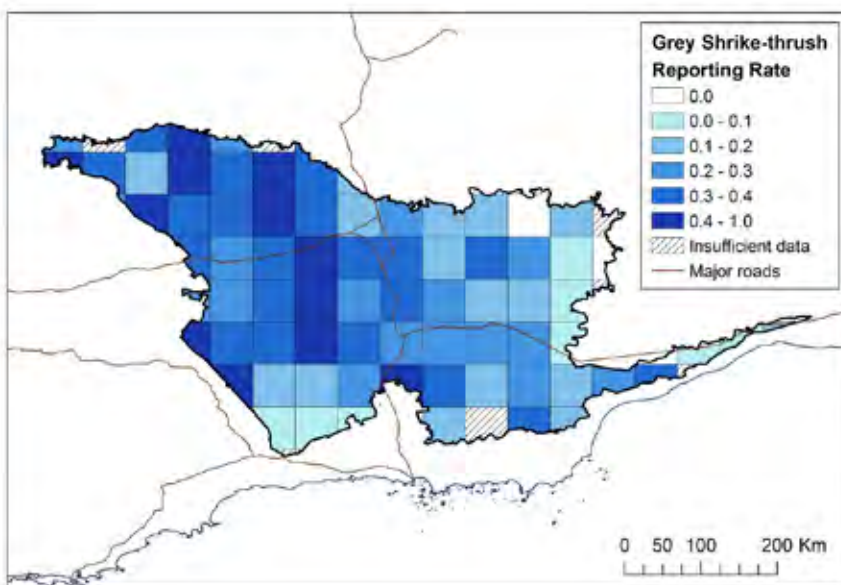 Grey Shrike-thrush
Reporting Rate
0.0
0.0 - 0.1
0.1 - 0.2
0.2 - 0.3
0.3 - 0.4
0.4 - 1.0
Insufficient data
Major roads
0 50 100 200 Km